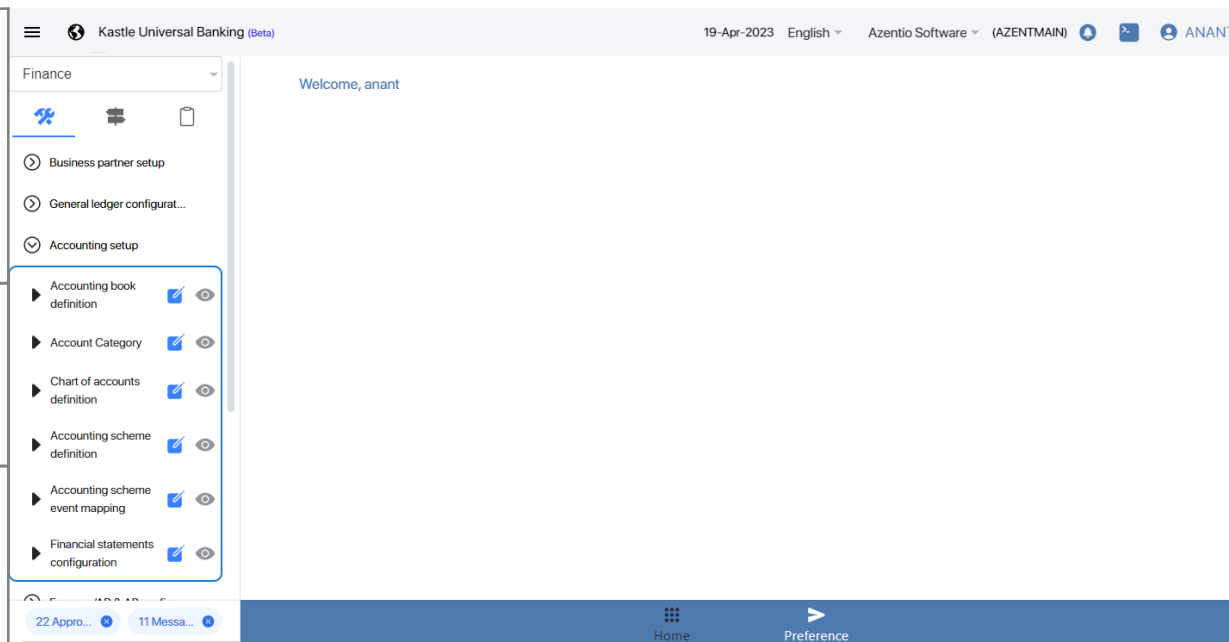 Kastle Universal Banking (Beta)
19-Apr-2023 English Azentio Software (AZENTMAIN) ANANT
Finance
Welcome, anant
Business partner setup
General ledger configurat...
Accounting setup
Accounting book
definition
Account Category
Chart of accounts
definition
Accounting scheme
definition
Accounting scheme
event mapping
Financial statements
configuration
22 Appro... 11 Messa...
Home Preference